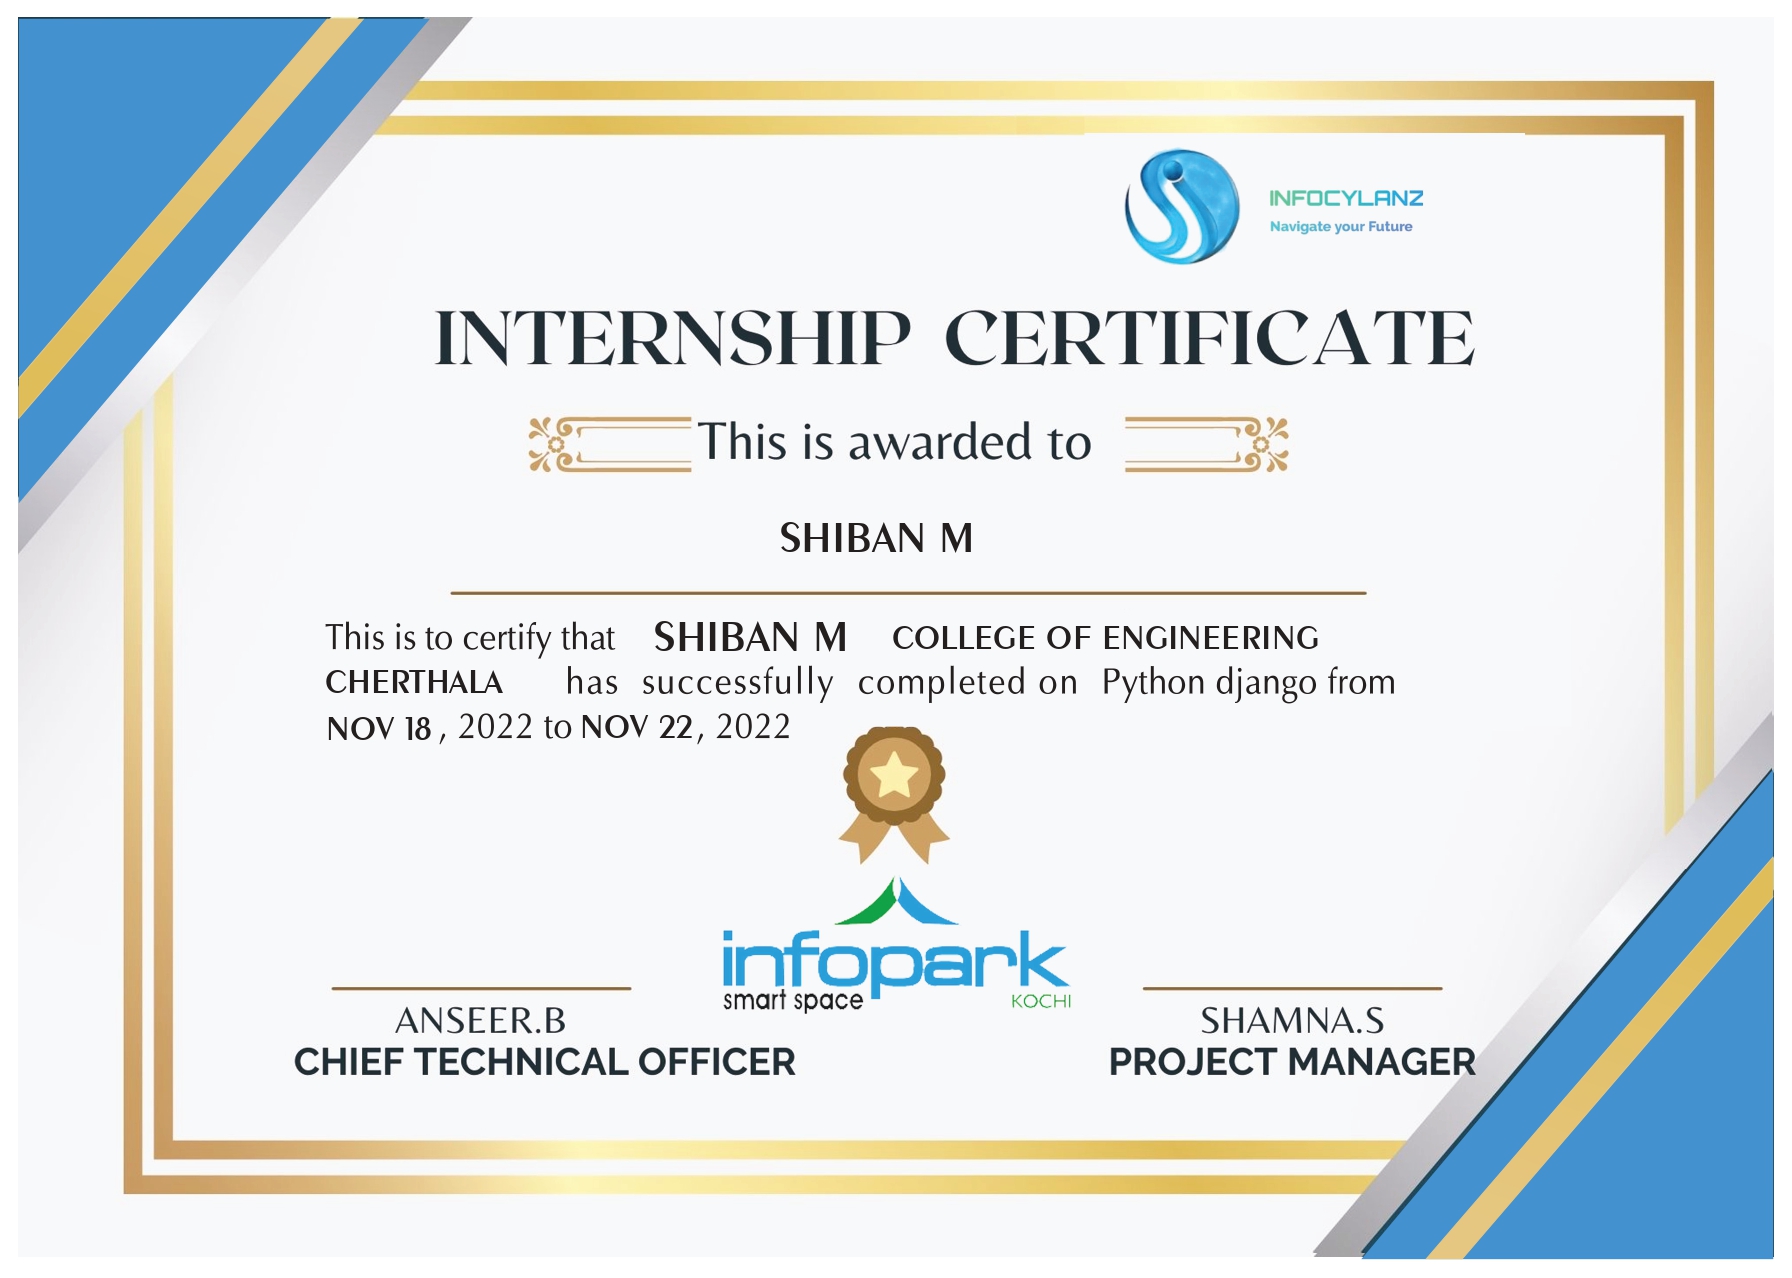 INFOCYLANZ
Navigate your Future
INTERNSHIP CERTIFICATE
This is awarded to
SHIBAN M
This is to certify that SHIBAN M COLLEGE OF ENGINEERING
CHERTHALA has successfully completed on Python django from
NOV 18 , 2022 to NOV 22, 2022
infopark
smart space KOCHI
ANSEER.B
CHIEF TECHNICAL OFFICER
SHAMNA.S
PROJECT MANAGER